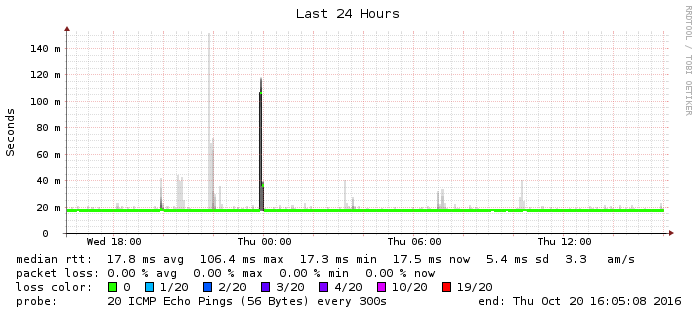 Last 24 Hours
RRDTOOL / TOBI OETIKER
Seconds
140 m
120 m
100 m
80 m
60 m
40 m
20 m
0
Wed 18:00 Thu 00:00 Thu 06:00 Thu 12:00
median rtt: 17.8 ms avg 106.4 ms max 17.3 ms min 17.5 ms now 5.4 ms sd 3.3 am/s
packet loss: 0.00 % avg 0.00 % max 0.00 % min 0.00 % now
loss color: 0 1/20 2/20 3/20 4/20 10/20 19/20
probe: 20 ICMP Echo Pings (56 Bytes) every 300s end: Thu Oct 20 16:05:08 2016